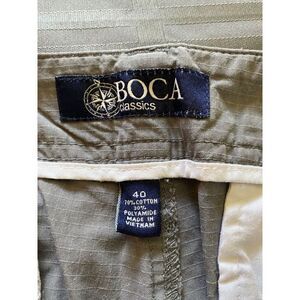 BOCA
classics
40
70% COTTON
30%
POLYAMIDE
MADE IN
VIETNAM